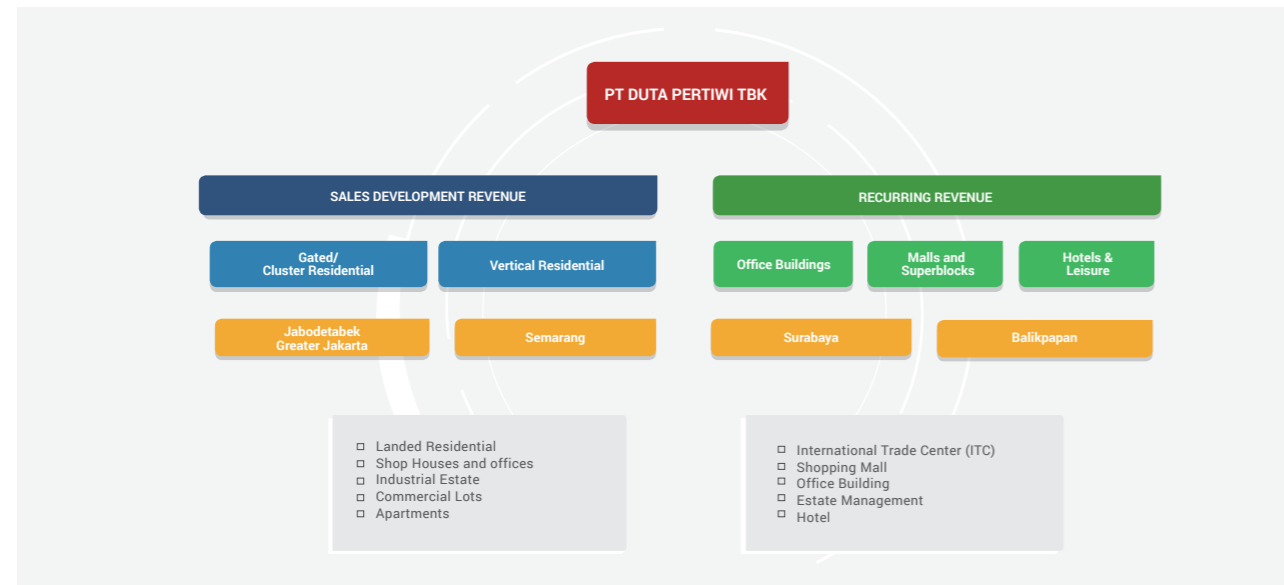 PT DUTA PERTIWI TBK
SALES DEVELOPMENT REVENUE
RECURRING REVENUE
Gated/
Cluster Residential
Vertical Residential
Office Buildings
Malls and
Superblocks
Hotels &
Leisure
Jabodetabek
Greater Jakarta
Semarang
Surabaya
Balikpapan
Landed Residential
Shop Houses and offices
Industrial Estate
Commercial Lots
Apartments
International Trade Center (ITC)
Shopping Mall
Office Building
Estate Management
Hotel